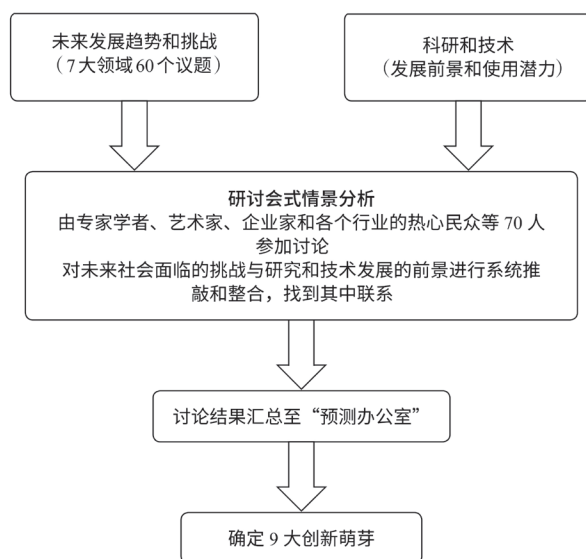 未来发展趋势和挑战
（7大领域60个议题）
科研和技术
（发展前景和使用潜力）
研讨会式情景分析
由专家学者、艺术家、企业家和各个行业的热心民众等 70 人
参加讨论
对未来社会面临的挑战与研究和技术发展的前景进行系统推
敲和整合，找到其中联系
讨论结果汇总至“预测办公室”
确定 9 大创新萌芽